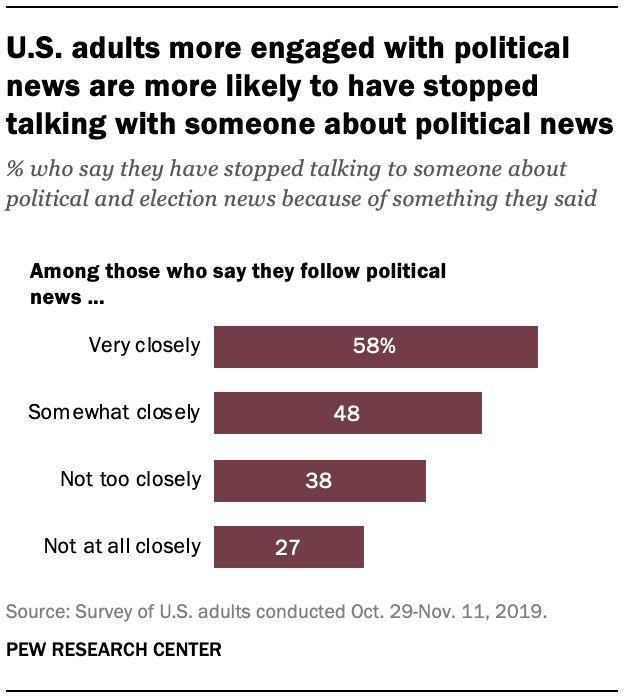 U.S. adults more engaged with political
news are more likely to have stopped
talking with someone about political news
% who say they have stopped talking to someone about
political and election news because of something they said
Among those who say they follow political
news ...
Very closely 58%
Somewhat closely 48
Not too closely 38
Not at all closely 27
Source: Survey of U.S. adults conducted Oct. 29-Nov. 11, 2019.
PEW RESEARCH CENTER